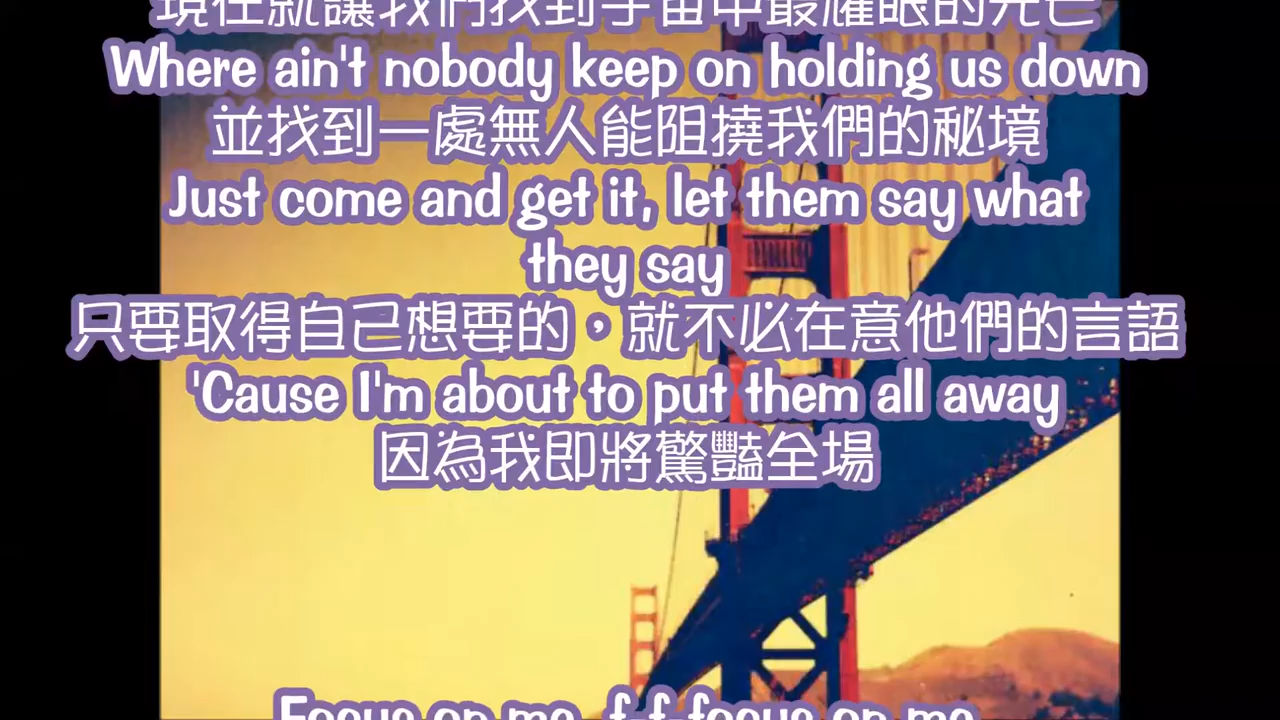 現在就讓我們找到宇宙中最耀眼的光芒
Where ain't nobody keep on holding us down
並找到一處無人能阻撓我們的秘境
Just come and get it, let them say what
they say
只要取得自己想要的，就不必在意他們的言語
'Cause I'm about to put them all away
因為我即將驚豔全場
Focus on me, f-f-focus on me